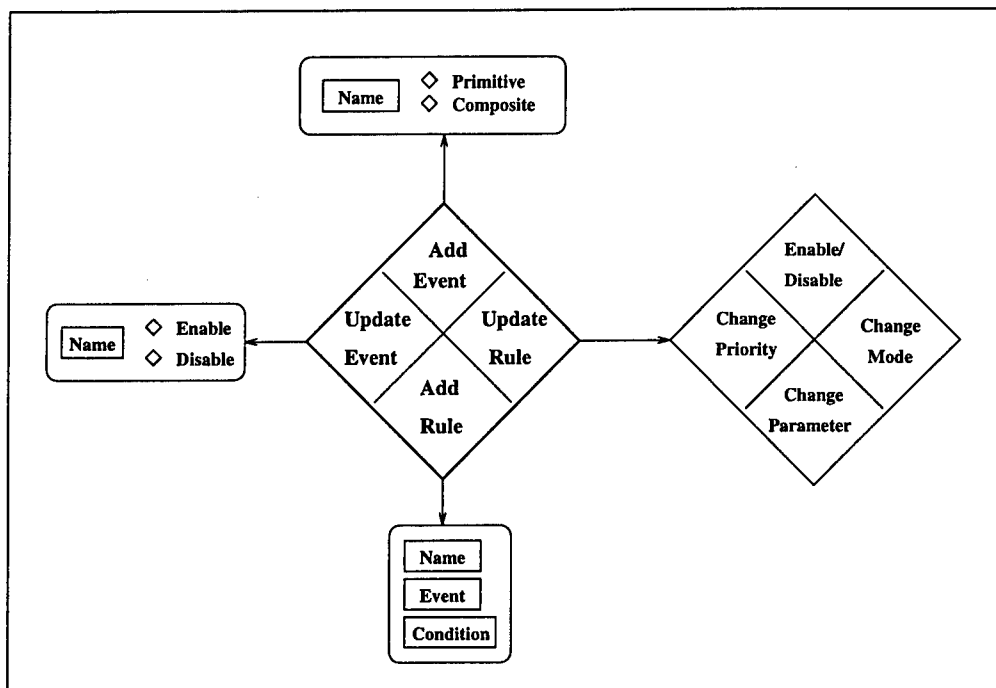 Name
Primitive
Composite
Add
Event
Update
Event
Update
Rule
Add
Rule
Name
Enable
Disable
Enable/
Disable
Change
Priority
Change
Mode
Change
Parameter
Name
Event
Condition